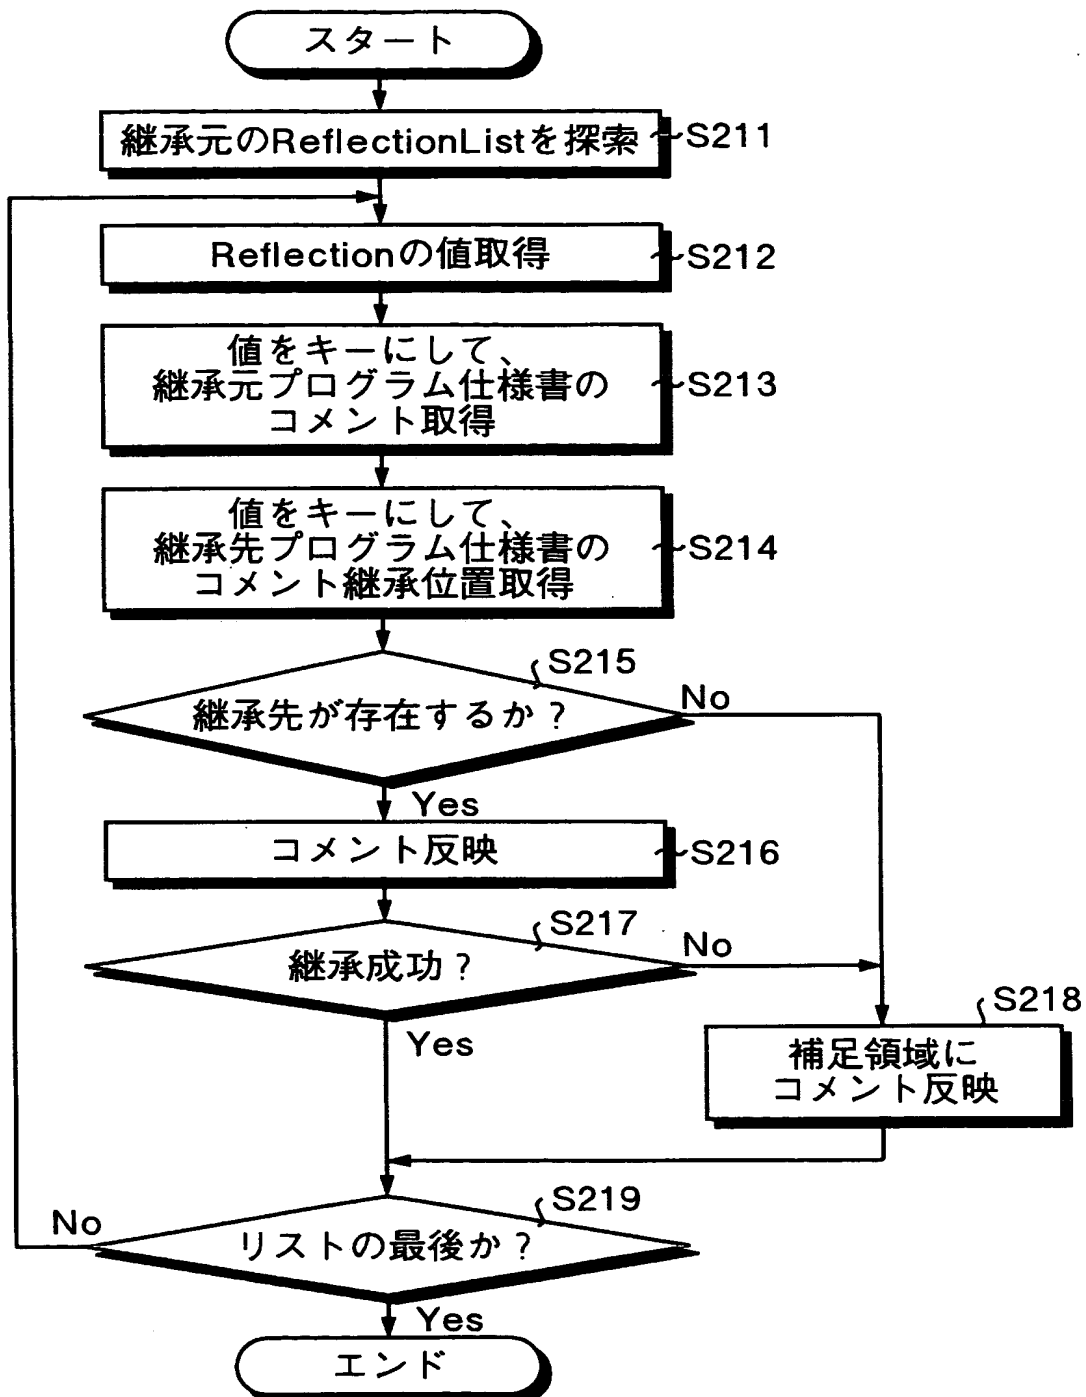 スタート
継承元のReflectionListを探索
S211
Reflectionの値取得
S212
値をキーにして、
継承元プログラム仕様書の
コメント取得
S213
値をキーにして、
継承先プログラム仕様書の
コメント継承位置取得
S214
S215
継承先が存在するか?
No
Yes
コメント反映
S216
S217
継承成功?
No
Yes
S218
補足領域に
コメント反映
S219
リストの最後か?
No
Yes
エンド